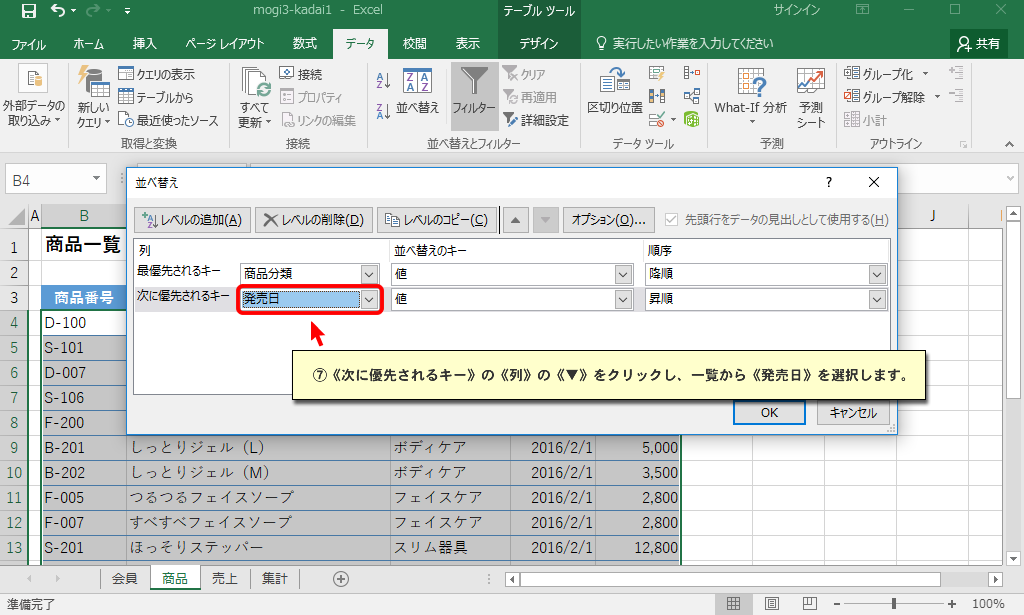 mogi3-kadai1 - Excel
テーブル ツール
サインイン
ファイル ホーム 挿入 ページ レイアウト 数式 データ 校閲 表示 デザイン 実行したい作業を入力してください 共有
外部データの
取り込み
新しい
クエリ
クエリの表示
テーブルから
最近使ったソース
取得と変換
すべて
更新
接続
プロパティ
リンクの編集
接続
並べ替え
フィルター
クリア
再適用
詳細設定
並べ替えとフィルター
区切り位置
データ ツール
What-If 分析
予測
シート
予測
グループ化
グループ解除
小計
アウトライン
B4
並べ替え ?
レベルの追加(A) レベルの削除(D) レベルのコピー(C) オプション(O)... 先頭行をデータの見出しとして使用する(H)
列 並べ替えのキー 順序
最優先されるキー 商品分類 値 降順
次に優先されるキー 発売日 値 昇順
⑦《次に優先されるキー》の《列》の《▼》をクリックし、一覧から《発売日》を選択します。
OK キャンセル
A B J
1 商品一覧
2
3 商品番号
4 D-100
5 S-101
6 D-007
7 S-106
8 F-200
9 B-201 しっとりジェル（L） ボディケア 2016/2/1 5,000
10 B-202 しっとりジェル（M） ボディケア 2016/2/1 3,500
11 F-005 つるつるフェイスソープ フェイスケア 2016/2/1 2,800
12 F-007 すべすべフェイスソープ フェイスケア 2016/2/1 2,800
13 S-201 ほっそりステッパー スリム器具 2016/2/1 12,800
会員 商品 売上 集計
準備完了 100%